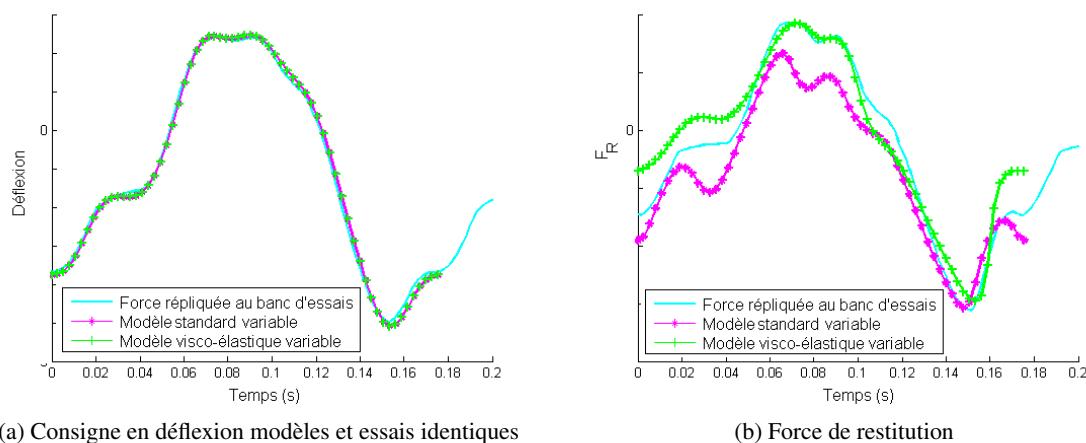 Déflexion
0
Force répliquée au banc d'essais
Modèle standard variable
Modèle visco-élastique variable
0 0.02 0.04 0.06 0.08 0.1 0.12 0.14 0.16 0.18 0.2
Temps (s)
(a) Consigne en déflexion modèles et essais identiques
F_R
0
Force répliquée au banc d'essais
Modèle standard variable
Modèle visco-élastique variable
0 0.02 0.04 0.06 0.08 0.1 0.12 0.14 0.16 0.18 0.2
Temps (s)
(b) Force de restitution